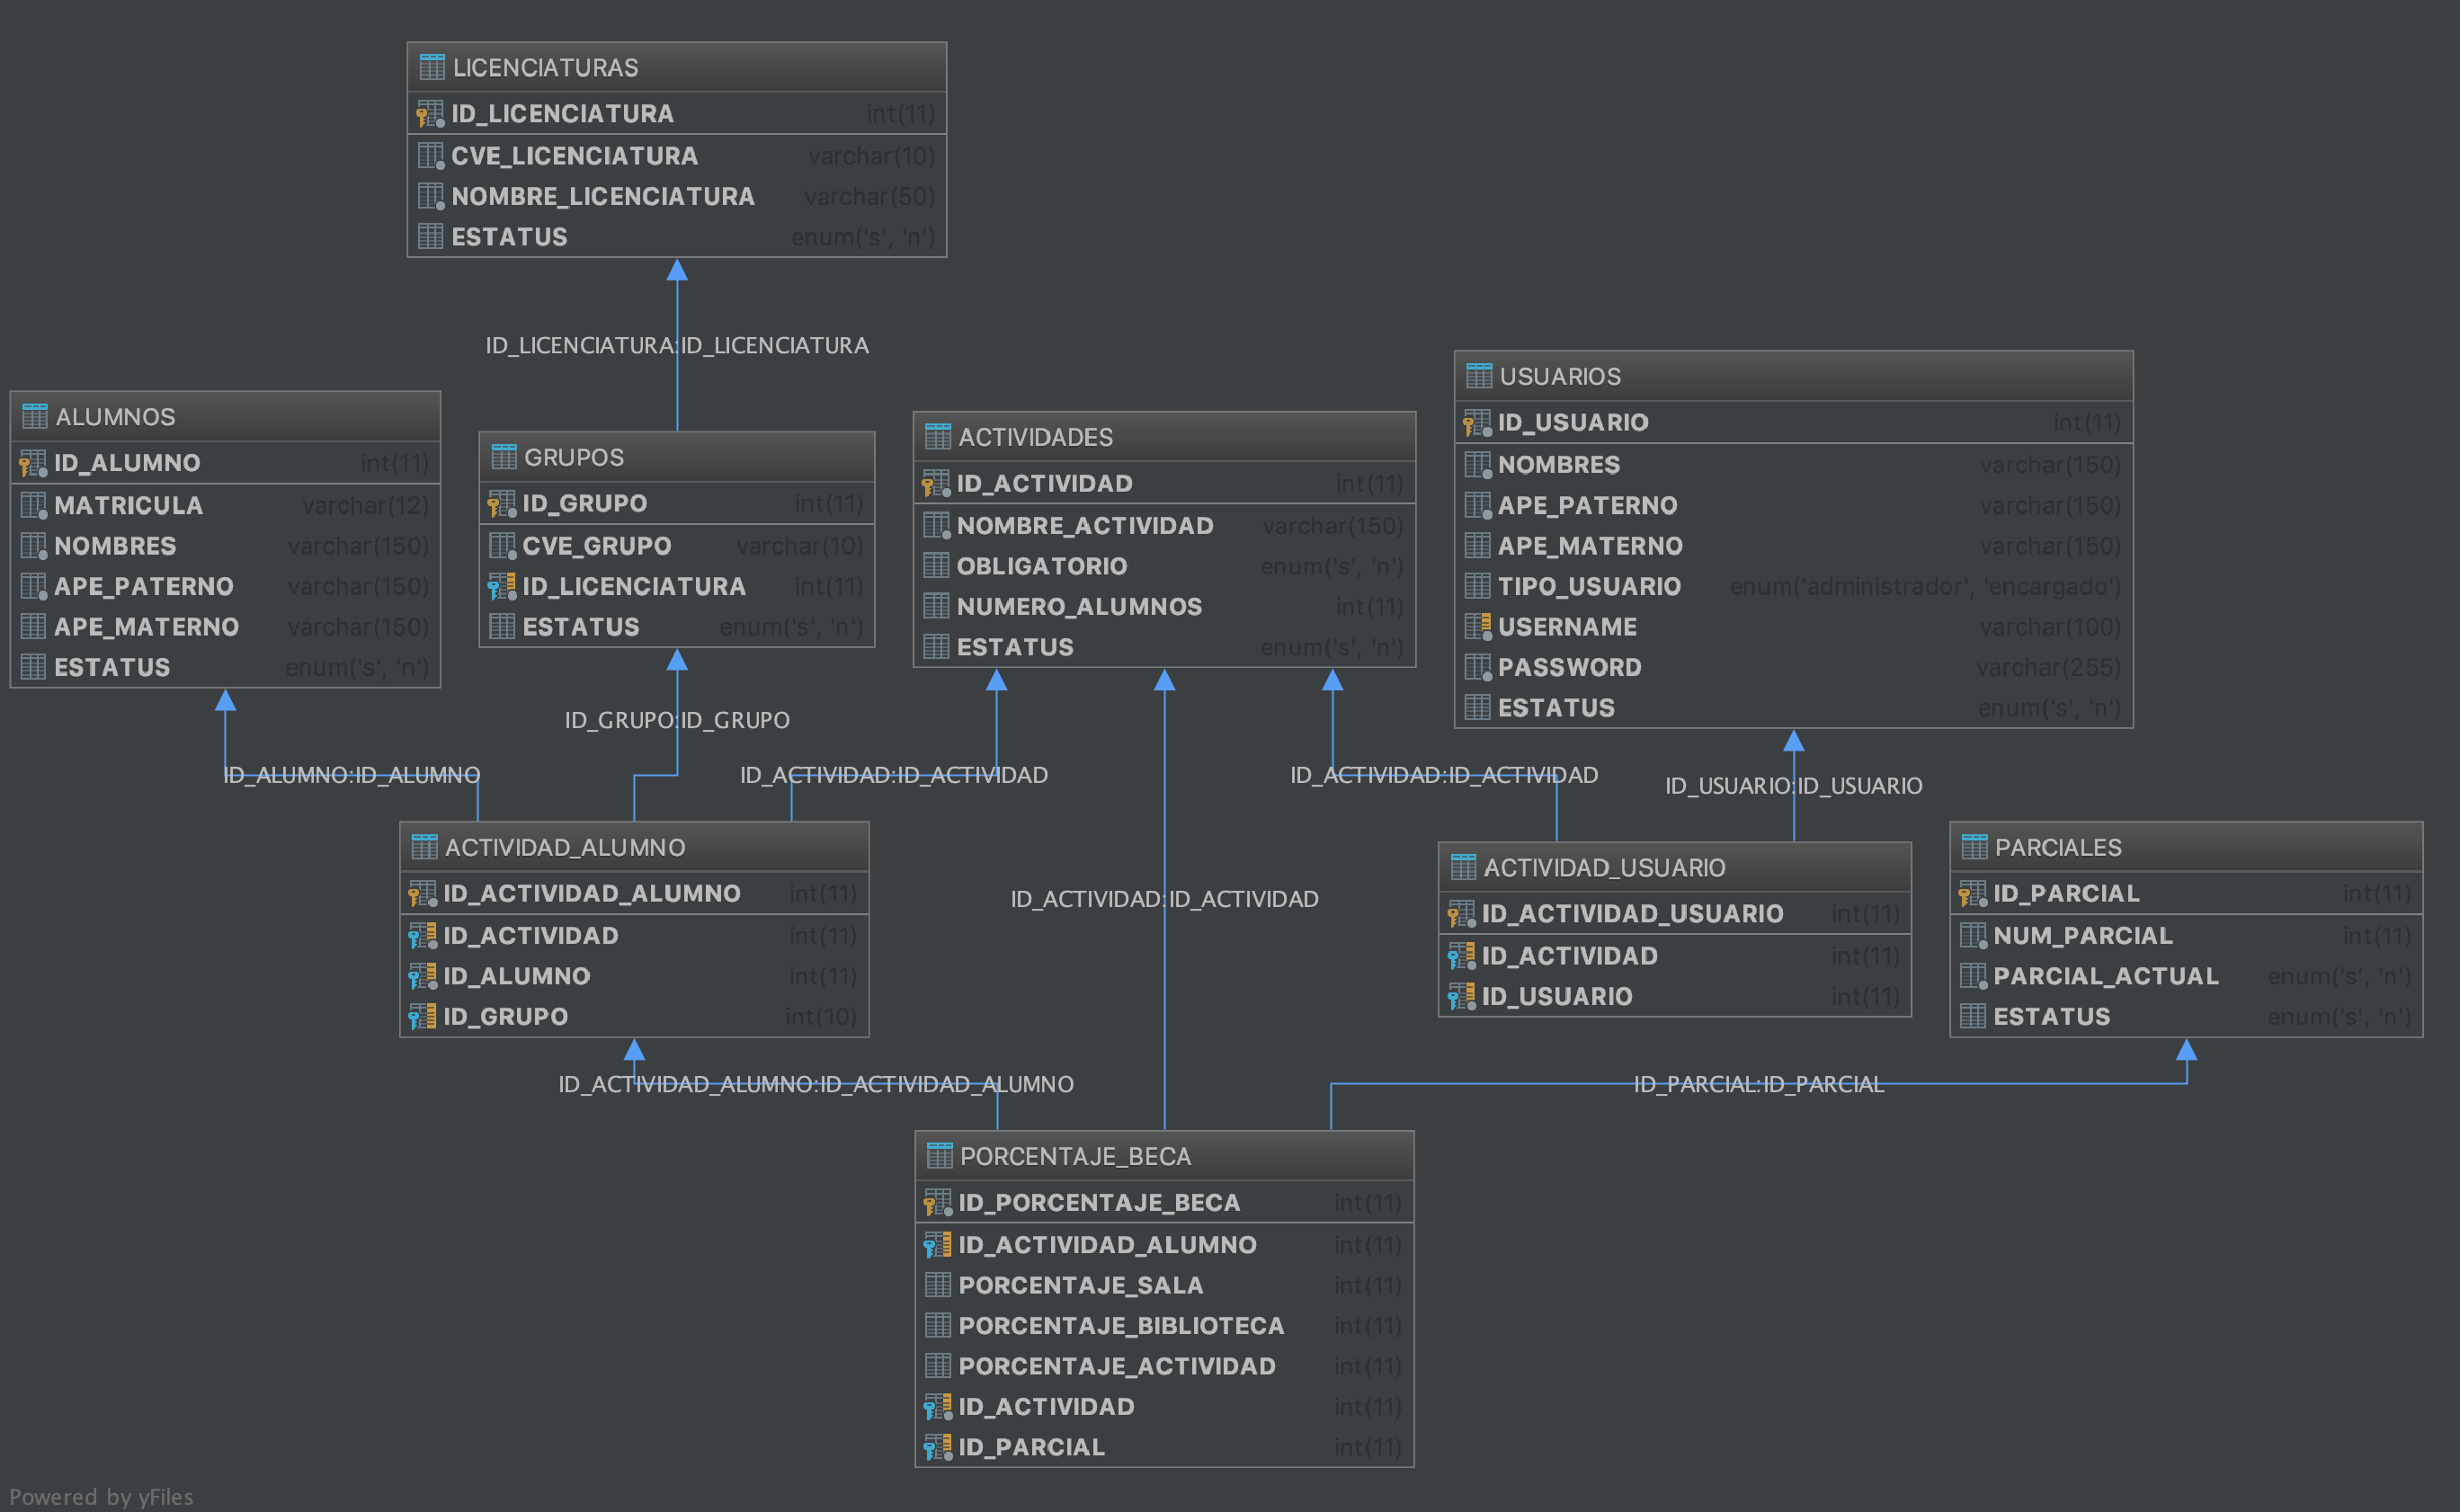 LICENCIATURAS
ID_LICENCIATURA int(11)
CVE_LICENCIATURA varchar(10)
NOMBRE_LICENCIATURA varchar(50)
ESTATUS enum('s', 'n')
ID_LICENCIATURA:ID_LICENCIATURA
ALUMNOS
ID_ALUMNO int(11)
MATRICULA varchar(12)
NOMBRES varchar(150)
APE_PATERNO varchar(150)
APE_MATERNO varchar(150)
ESTATUS enum('s', 'n')
GRUPOS
ID_GRUPO int(11)
CVE_GRUPO varchar(10)
ID_LICENCIATURA int(11)
ESTATUS enum('s', 'n')
ACTIVIDADES
ID_ACTIVIDAD int(11)
NOMBRE_ACTIVIDAD varchar(150)
OBLIGATORIO enum('s', 'n')
NUMERO_ALUMNOS int(11)
ESTATUS enum('s', 'n')
USUARIOS
ID_USUARIO int(11)
NOMBRES varchar(150)
APE_PATERNO varchar(150)
APE_MATERNO varchar(150)
TIPO_USUARIO enum('administrador', 'encargado')
USERNAME varchar(100)
PASSWORD varchar(255)
ESTATUS enum('s', 'n')
ID_GRUPO:ID_GRUPO
ID_ALUMNO:ID_ALUMNO
ID_ACTIVIDAD:ID_ACTIVIDAD
ID_ACTIVIDAD:ID_ACTIVIDAD
ID_USUARIO:ID_USUARIO
ACTIVIDAD_ALUMNO
ID_ACTIVIDAD_ALUMNO int(11)
ID_ACTIVIDAD int(11)
ID_ALUMNO int(11)
ID_GRUPO int(10)
ID_ACTIVIDAD:ID_ACTIVIDAD
ACTIVIDAD_USUARIO
ID_ACTIVIDAD_USUARIO int(11)
ID_ACTIVIDAD int(11)
ID_USUARIO int(11)
PARCIALES
ID_PARCIAL int(11)
NUM_PARCIAL int(11)
PARCIAL_ACTUAL enum('s', 'n')
ESTATUS enum('s', 'n')
ID_ACTIVIDAD_ALUMNO:ID_ACTIVIDAD_ALUMNO
ID_PARCIAL:ID_PARCIAL
PORCENTAJE_BECA
ID_PORCENTAJE_BECA int(11)
ID_ACTIVIDAD_ALUMNO int(11)
PORCENTAJE_SALA int(11)
PORCENTAJE_BIBLIOTECA int(11)
PORCENTAJE_ACTIVIDAD int(11)
ID_ACTIVIDAD int(11)
ID_PARCIAL int(11)
Powered by yFiles